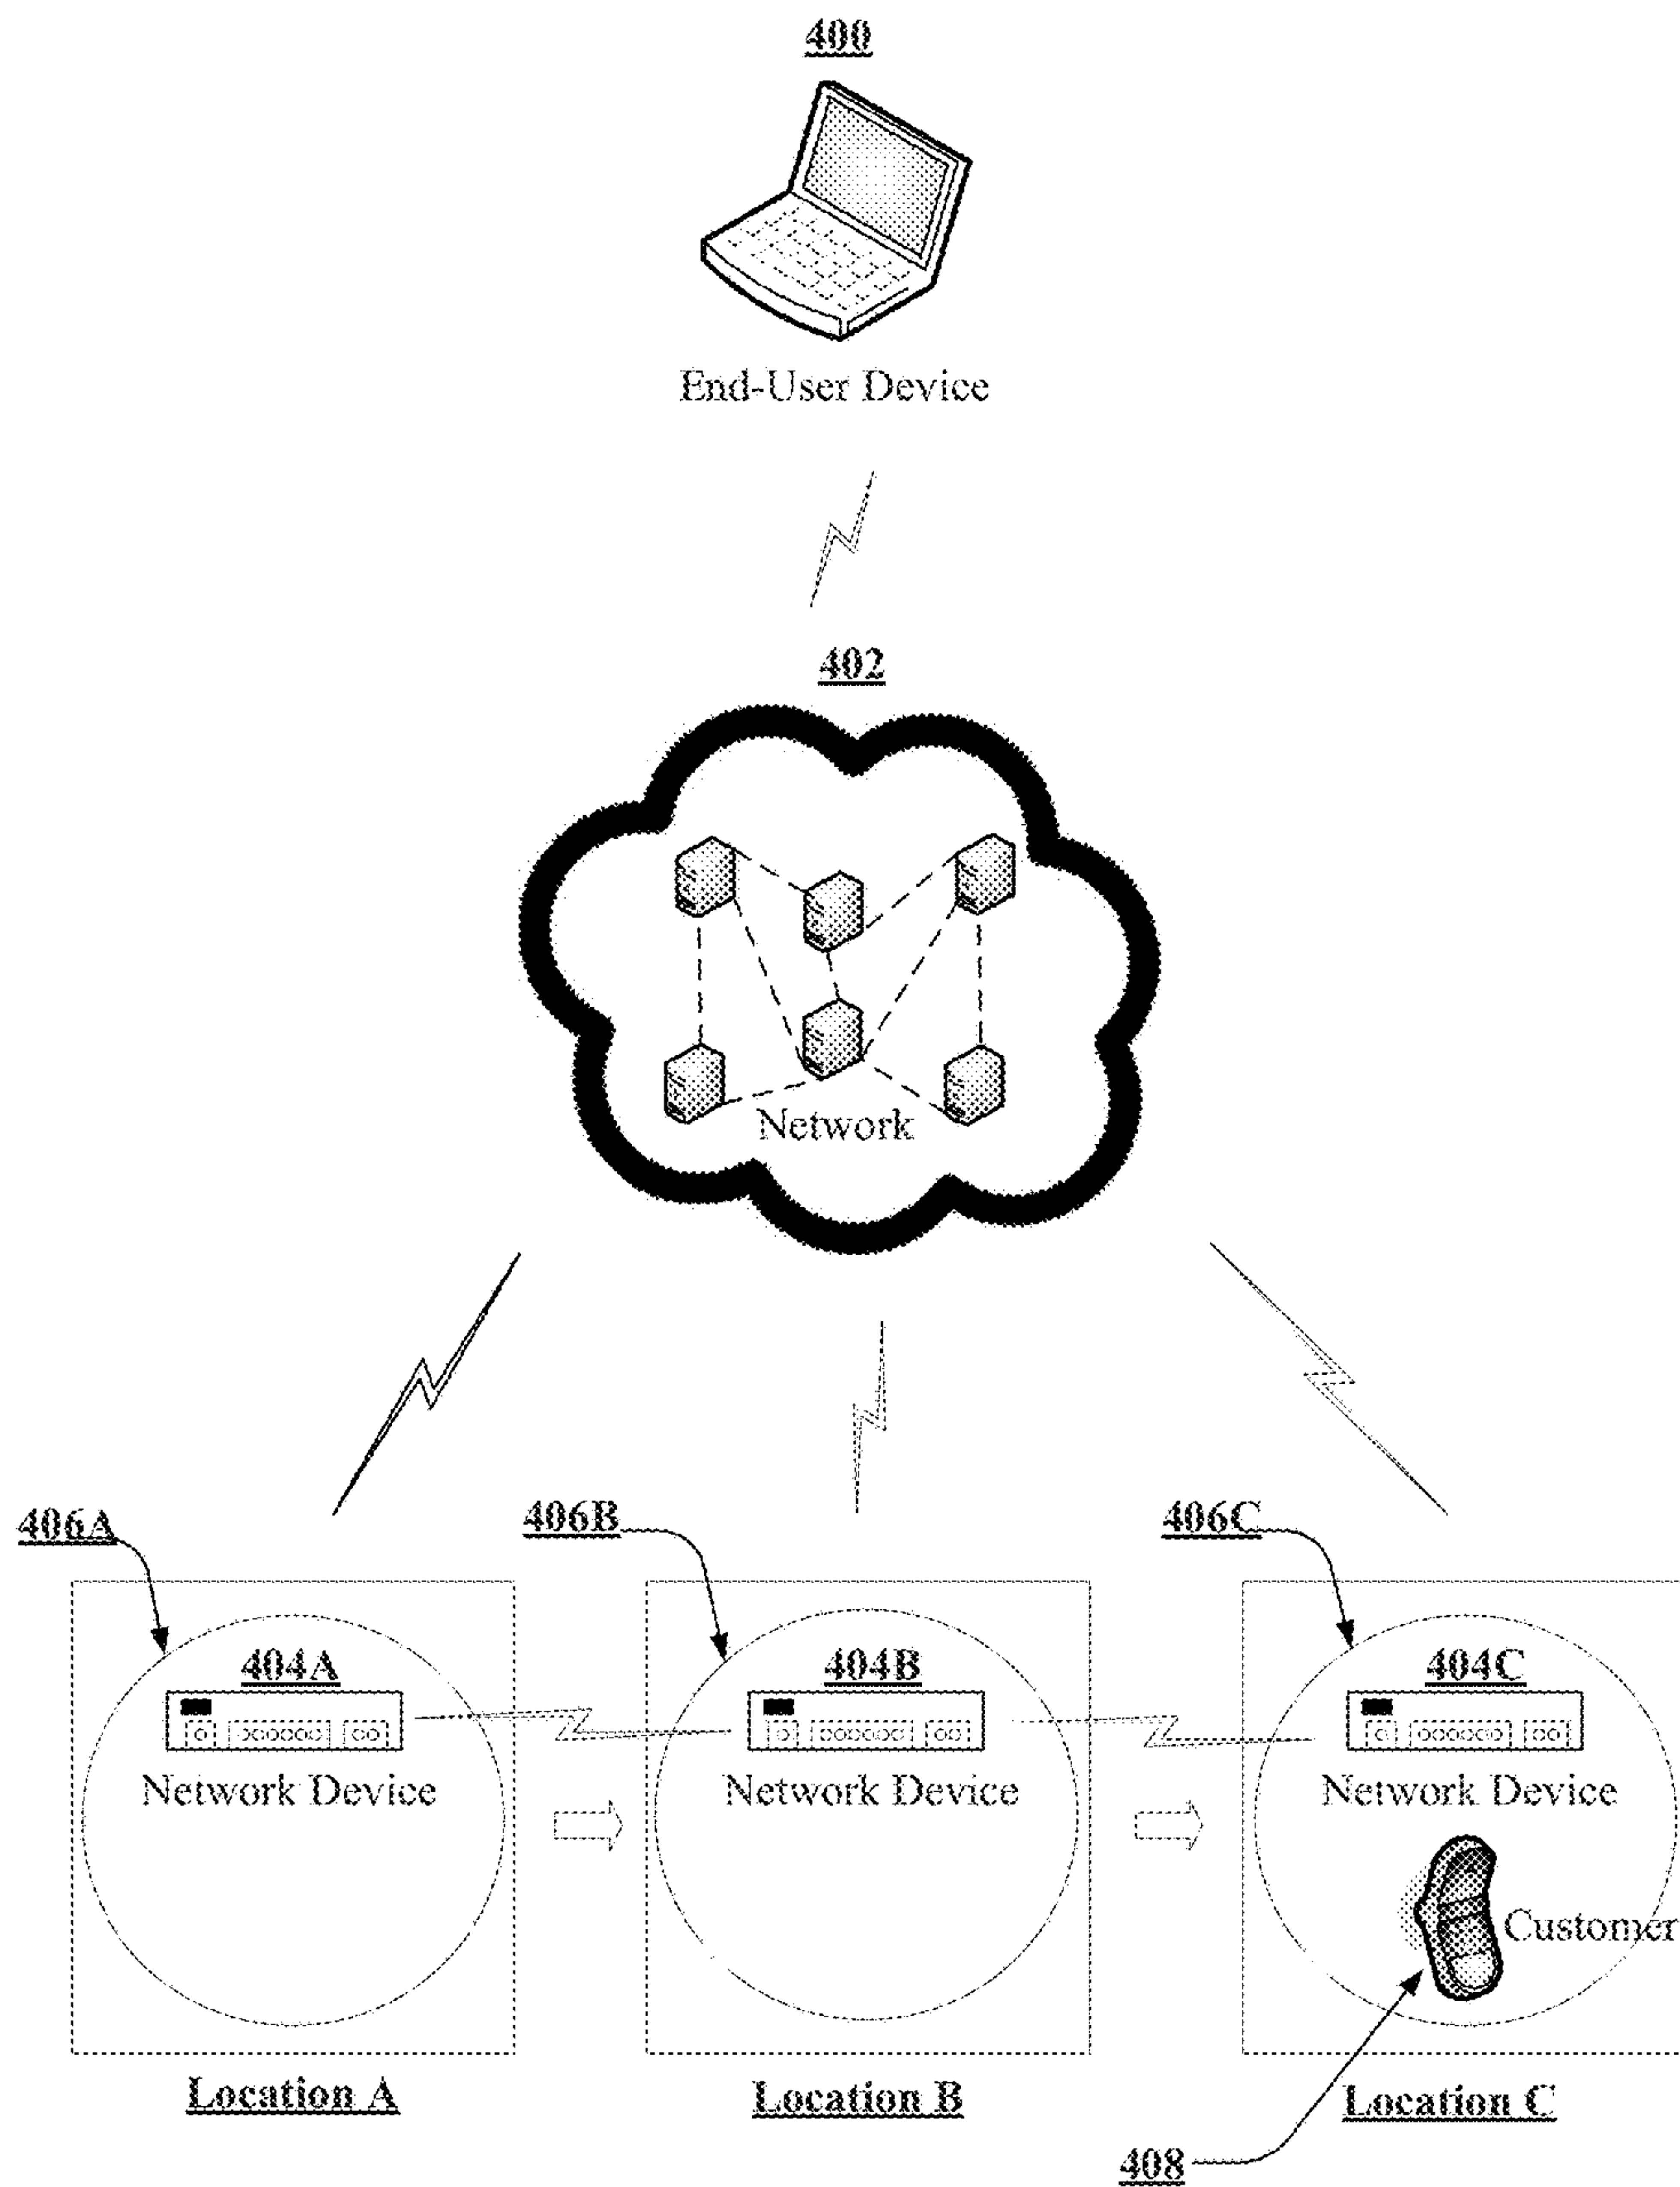 400
End-User Device
402
Network
406A
406B
406C
404A
404B
404C
Network Device
Network Device
Network Device
Customer
Location A
Location B
Location C
408